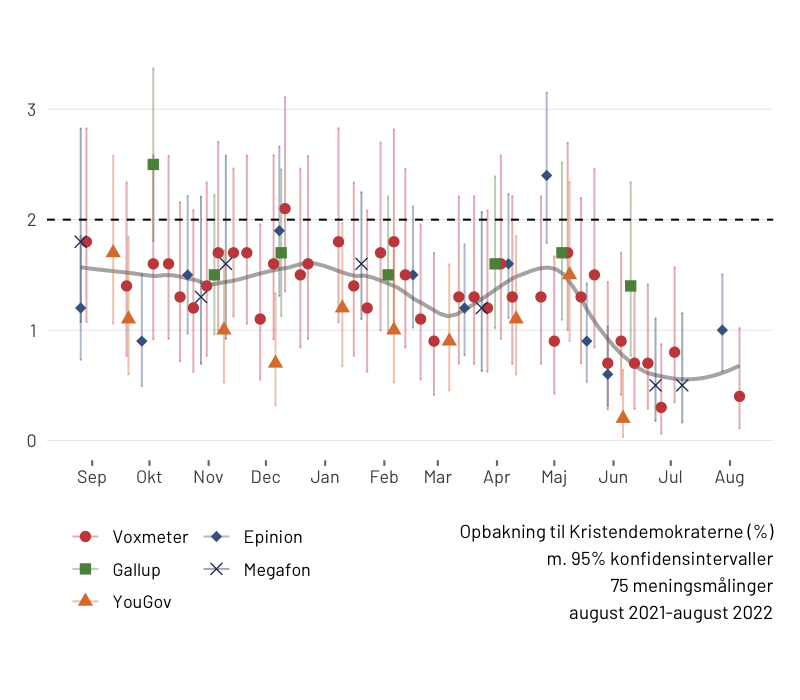 3
2
1
0
Sep Okt Nov Dec Jan Feb Mar Apr Maj Jun Jul Aug
Voxmeter Epinion
Gallup Megafon
YouGov
Opbakning til Kristendemokraterne (%)
m. 95% konfidensintervaller
75 meningsmålinger
august 2021-august 2022